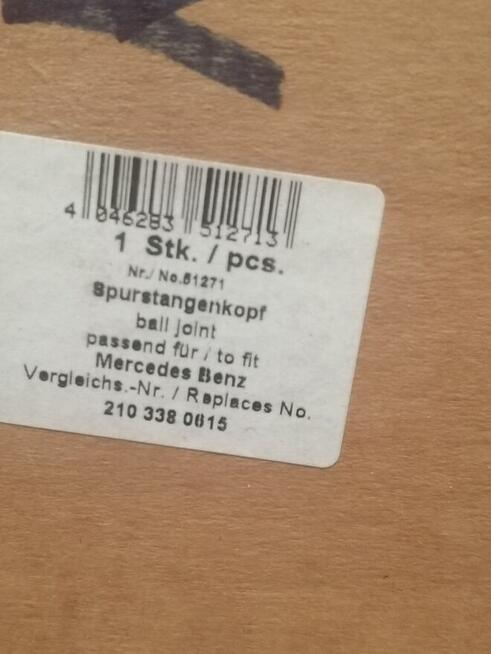 4 046283 512713
1 Stk. / pcs.
Nr./ No.51271
Spurstangenkopf
ball joint
passend für / to fit
Mercedes Benz
Vergleichs.-Nr. / Replaces No.
210 338 0615